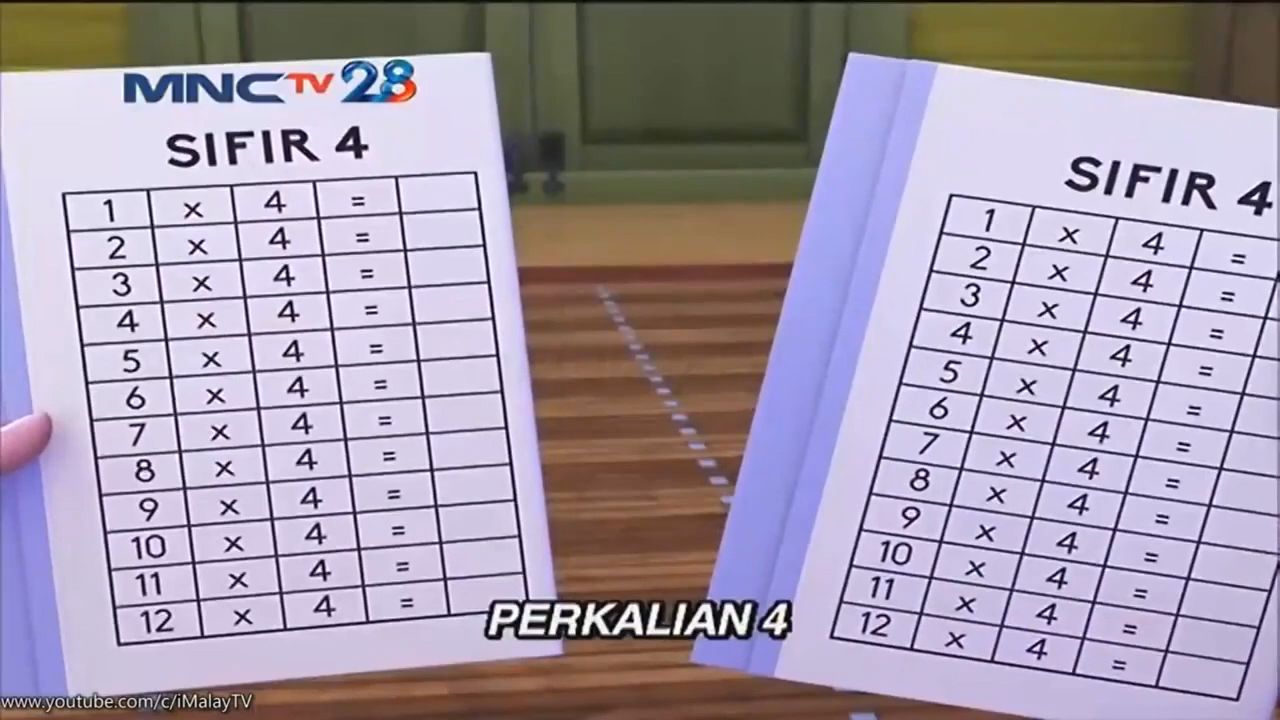 MNCTV 28
SIFIR 4
1 x 4 =
2 x 4 =
3 x 4 =
4 x 4 =
5 x 4 =
6 x 4 =
7 x 4 =
8 x 4 =
9 x 4 =
10 x 4 =
11 x 4 =
12 x 4 =
SIFIR 4
1 x 4 =
2 x 4 =
3 x 4 =
4 x 4 =
5 x 4 =
6 x 4 =
7 x 4 =
8 x 4 =
9 x 4 =
10 x 4 =
11 x 4 =
12 x 4 =
PERKALIAN 4
www.youtube.com/c/iMalayTV